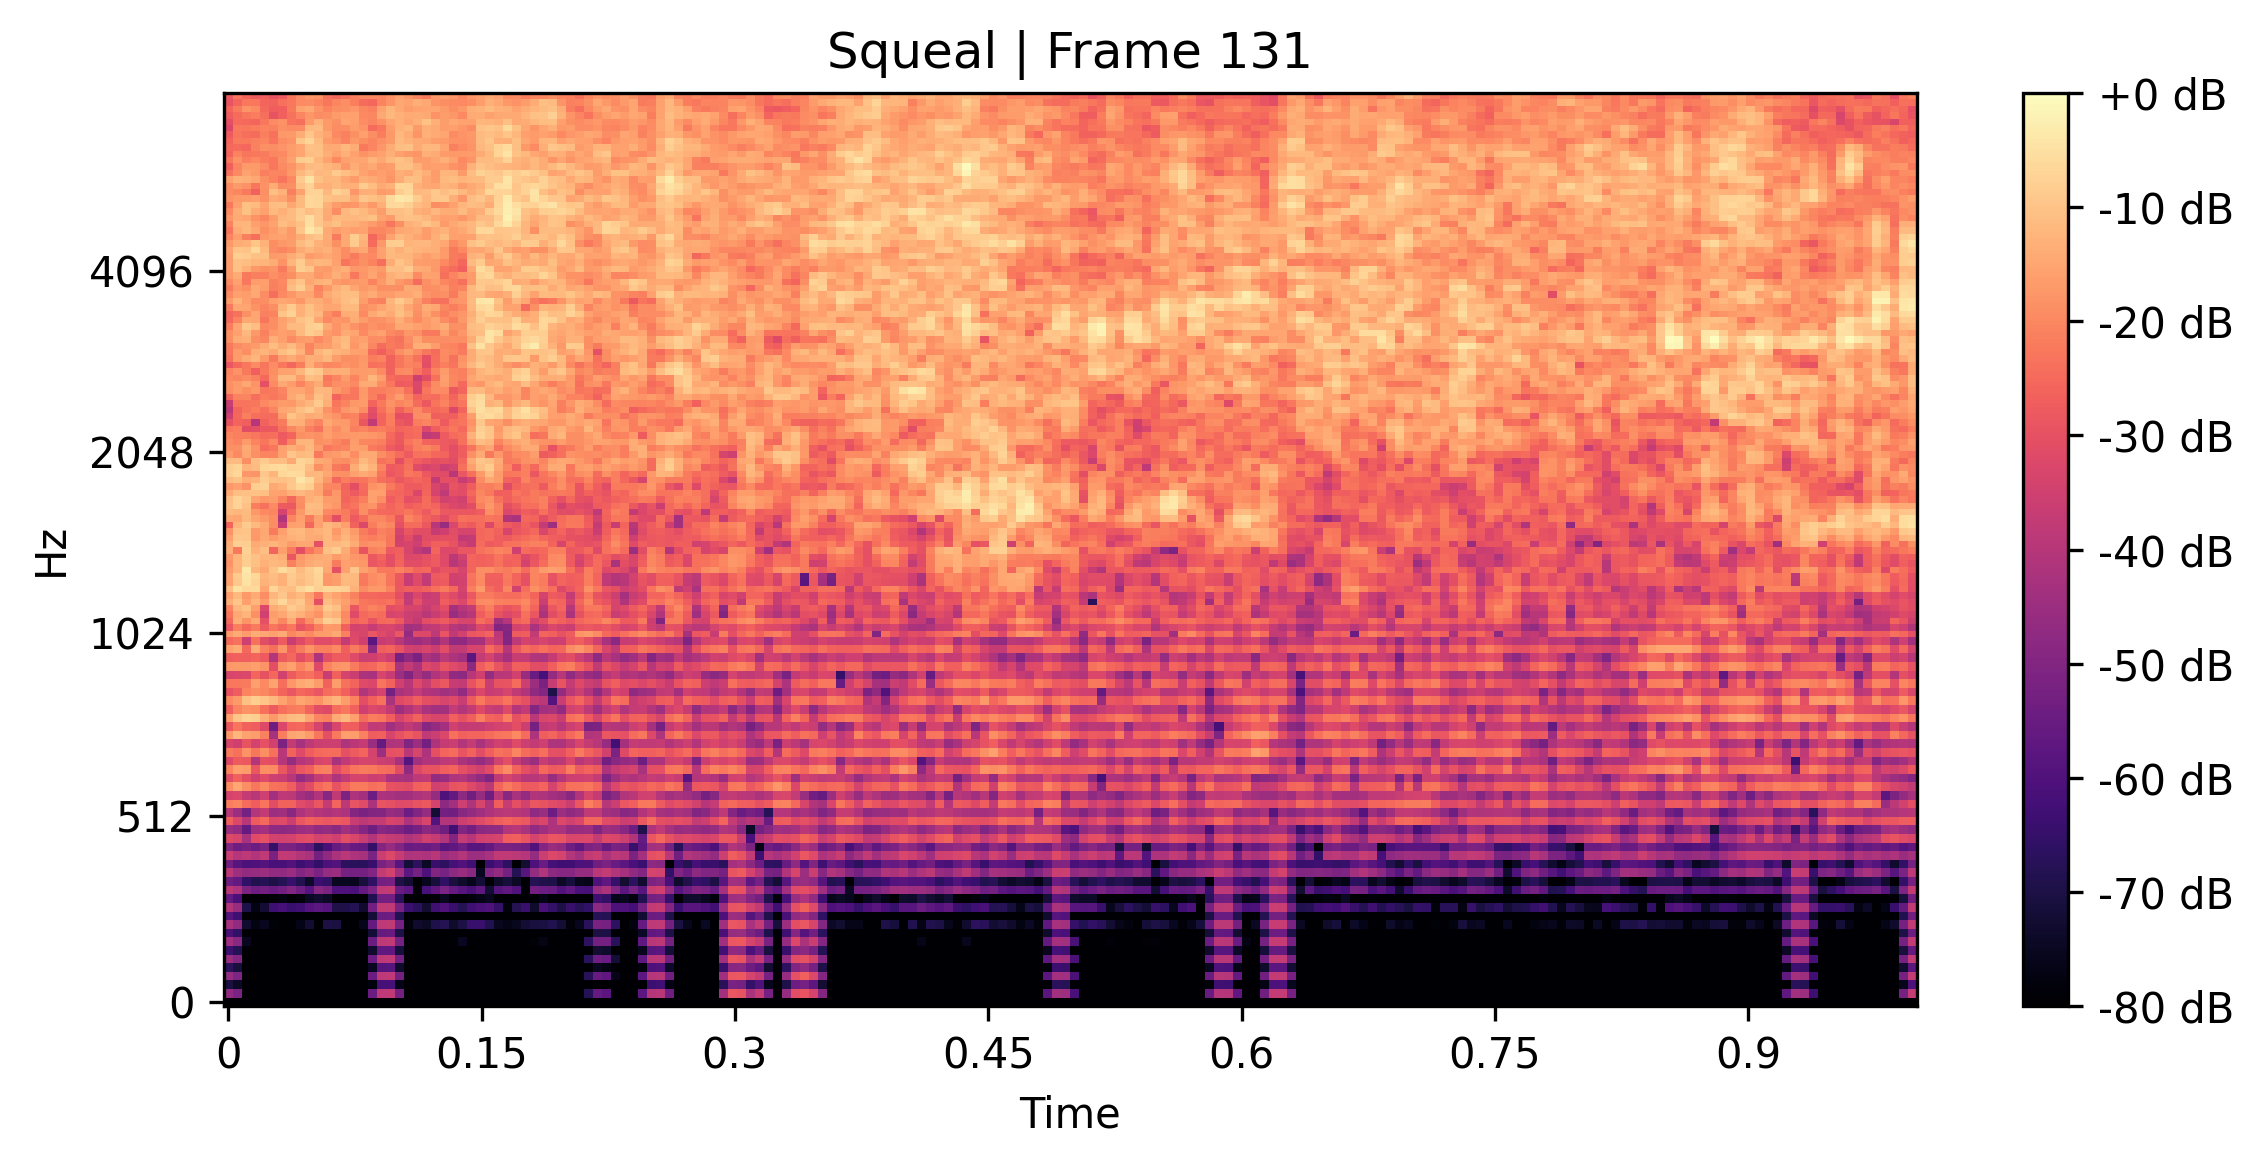 Squeal | Frame 131
Hz
4096
2048
1024
512
0
0 0.15 0.3 0.45 0.6 0.75 0.9
Time
+0 dB
-10 dB
-20 dB
-30 dB
-40 dB
-50 dB
-60 dB
-70 dB
-80 dB